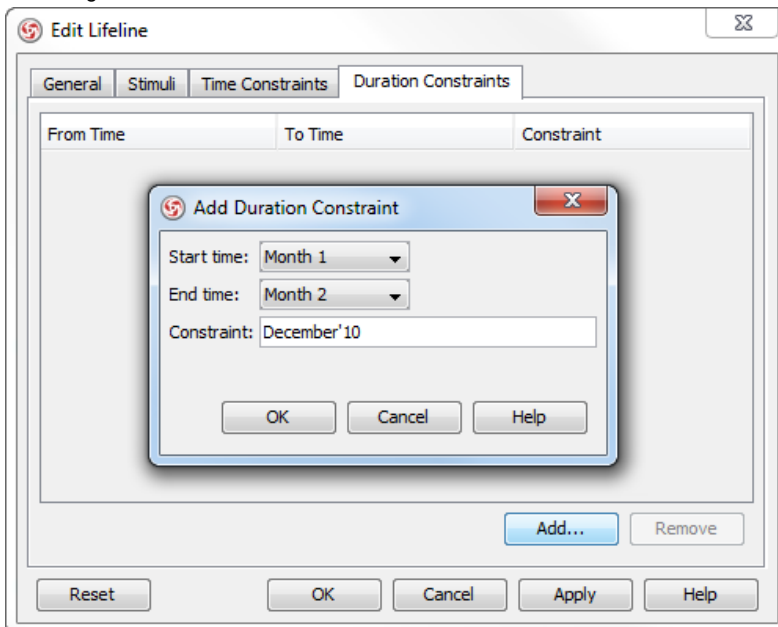 Edit Lifeline
General Stimuli Time Constraints Duration Constraints
From Time To Time Constraint
Add Duration Constraint
Start time: Month 1
End time: Month 2
Constraint: December'10
OK Cancel Help
Add... Remove
Reset OK Cancel Apply Help